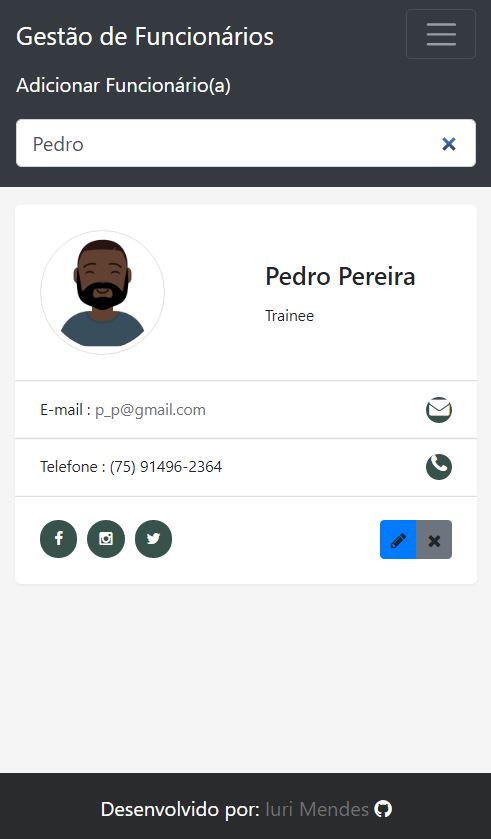 Gestão de Funcionários
Adicionar Funcionário(a)
Pedro
Pedro Pereira
Trainee
E-mail : p_p@gmail.com
Telefone : (75) 91496-2364
Desenvolvido por: Iuri Mendes